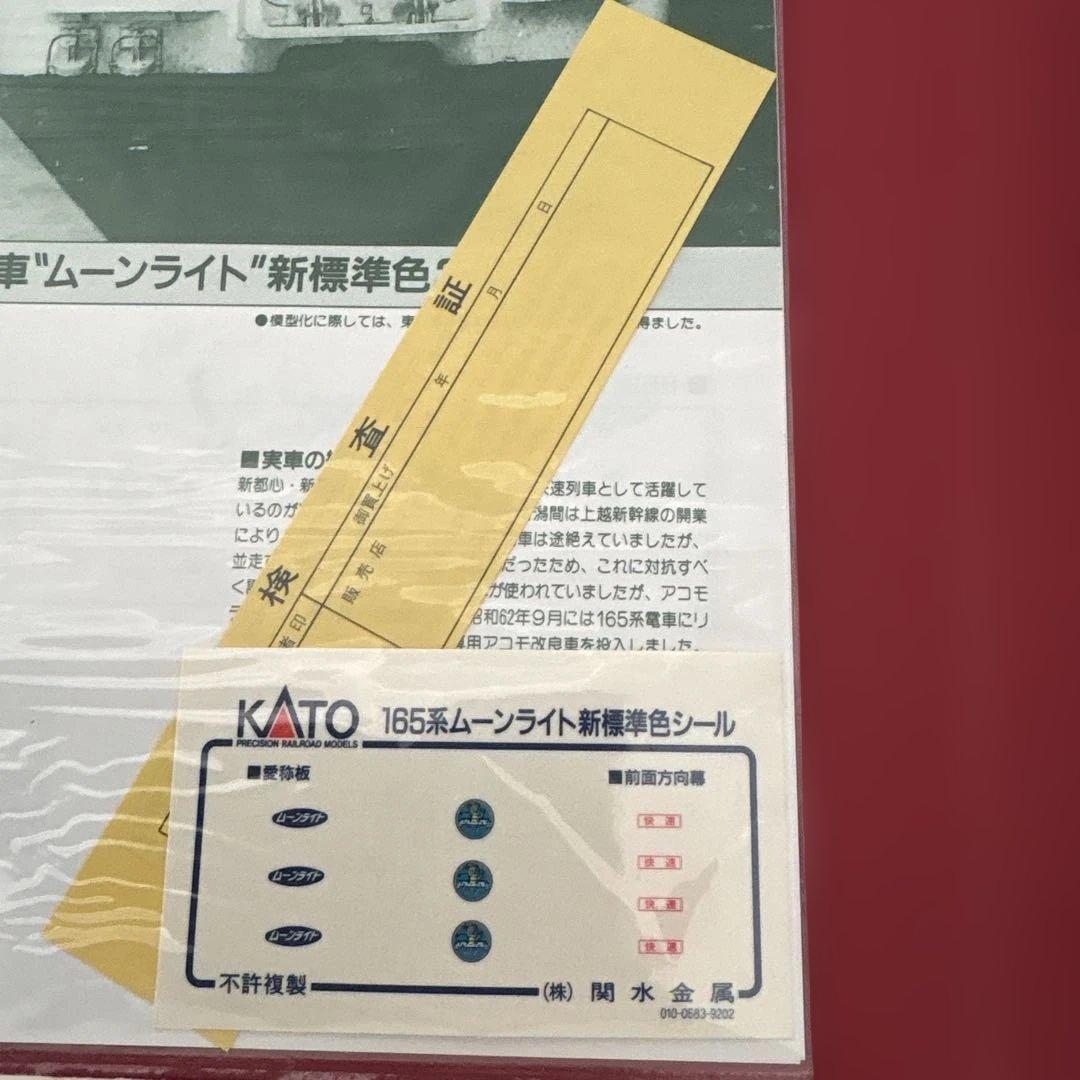 車"ムーンライト"新標準色
●模型化に際しては、東
得ました。
■実車の
新都心・新
速列車として活躍して
いるのが
潟間は上越新幹線の開業
により
車は途絶えていましたが、
並走
だったため、これに対抗すべ
く
が使われていましたが、アコモ
昭和62年9月には165系電車にリ
専用アコモ改良車を投入しました。
検査証
者印
御買上げ 年 月 日
販売店
KATO
PRECISION RAILROAD MODELS
165系ムーンライト新標準色シール
■愛称板
■前面方向幕
ムーンライト
快速
ムーンライト
快速
ムーンライト
快速
快速
不許複製
(株) 関水金属
010-0583-9202